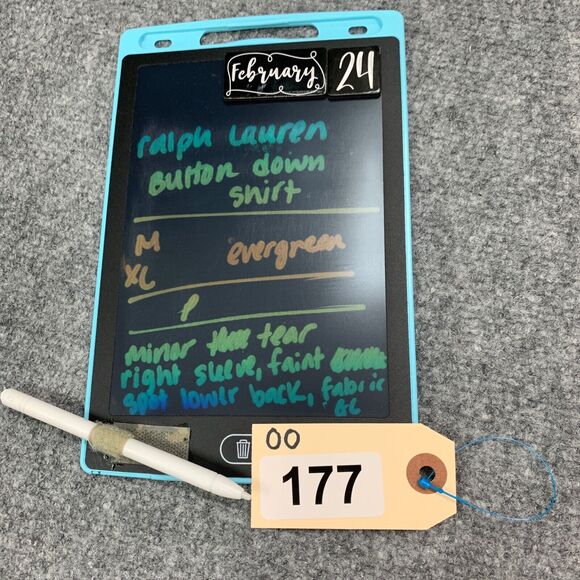 February 24
ralph Lauren
Button down
shirt
M evergreen
XL
P
minor tear
right sleeve, faint
spot lower back, fabric
GC
00
177